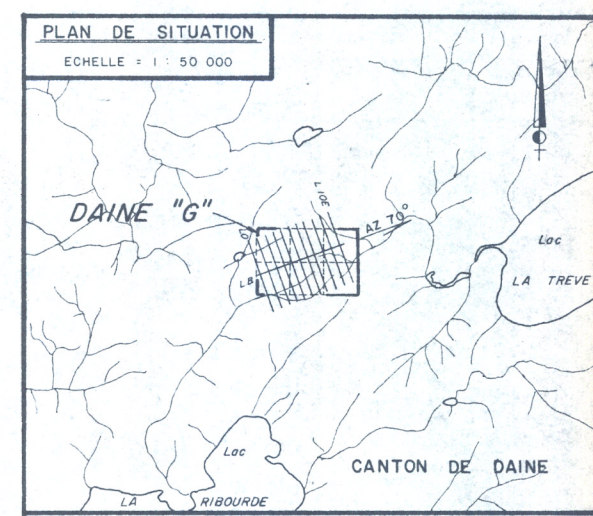 PLAN DE SITUATION
ECHELLE = 1 : 50 000
DAINE "G"
AZ 70°
LB
Lac
LA TREVE
Lac
LA RIBOURDE
CANTON DE DAINE